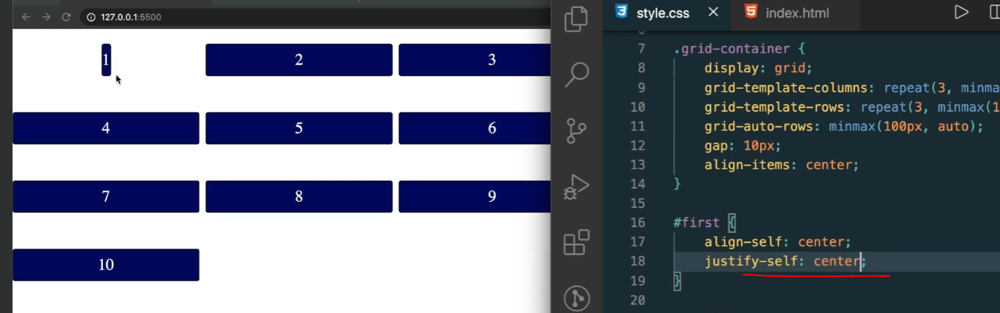 127.0.0.1:5500
1 2 3
4 5 6
7 8 9
10
style.css index.html
7 .grid-container {
8 display: grid;
9 grid-template-columns: repeat(3, minma
10 grid-template-rows: repeat(3, minmax(1
11 grid-auto-rows: minmax(100px, auto);
12 gap: 10px;
13 align-items: center;
14 }
15
16 #first {
17 align-self: center;
18 justify-self: center;
19 }
20